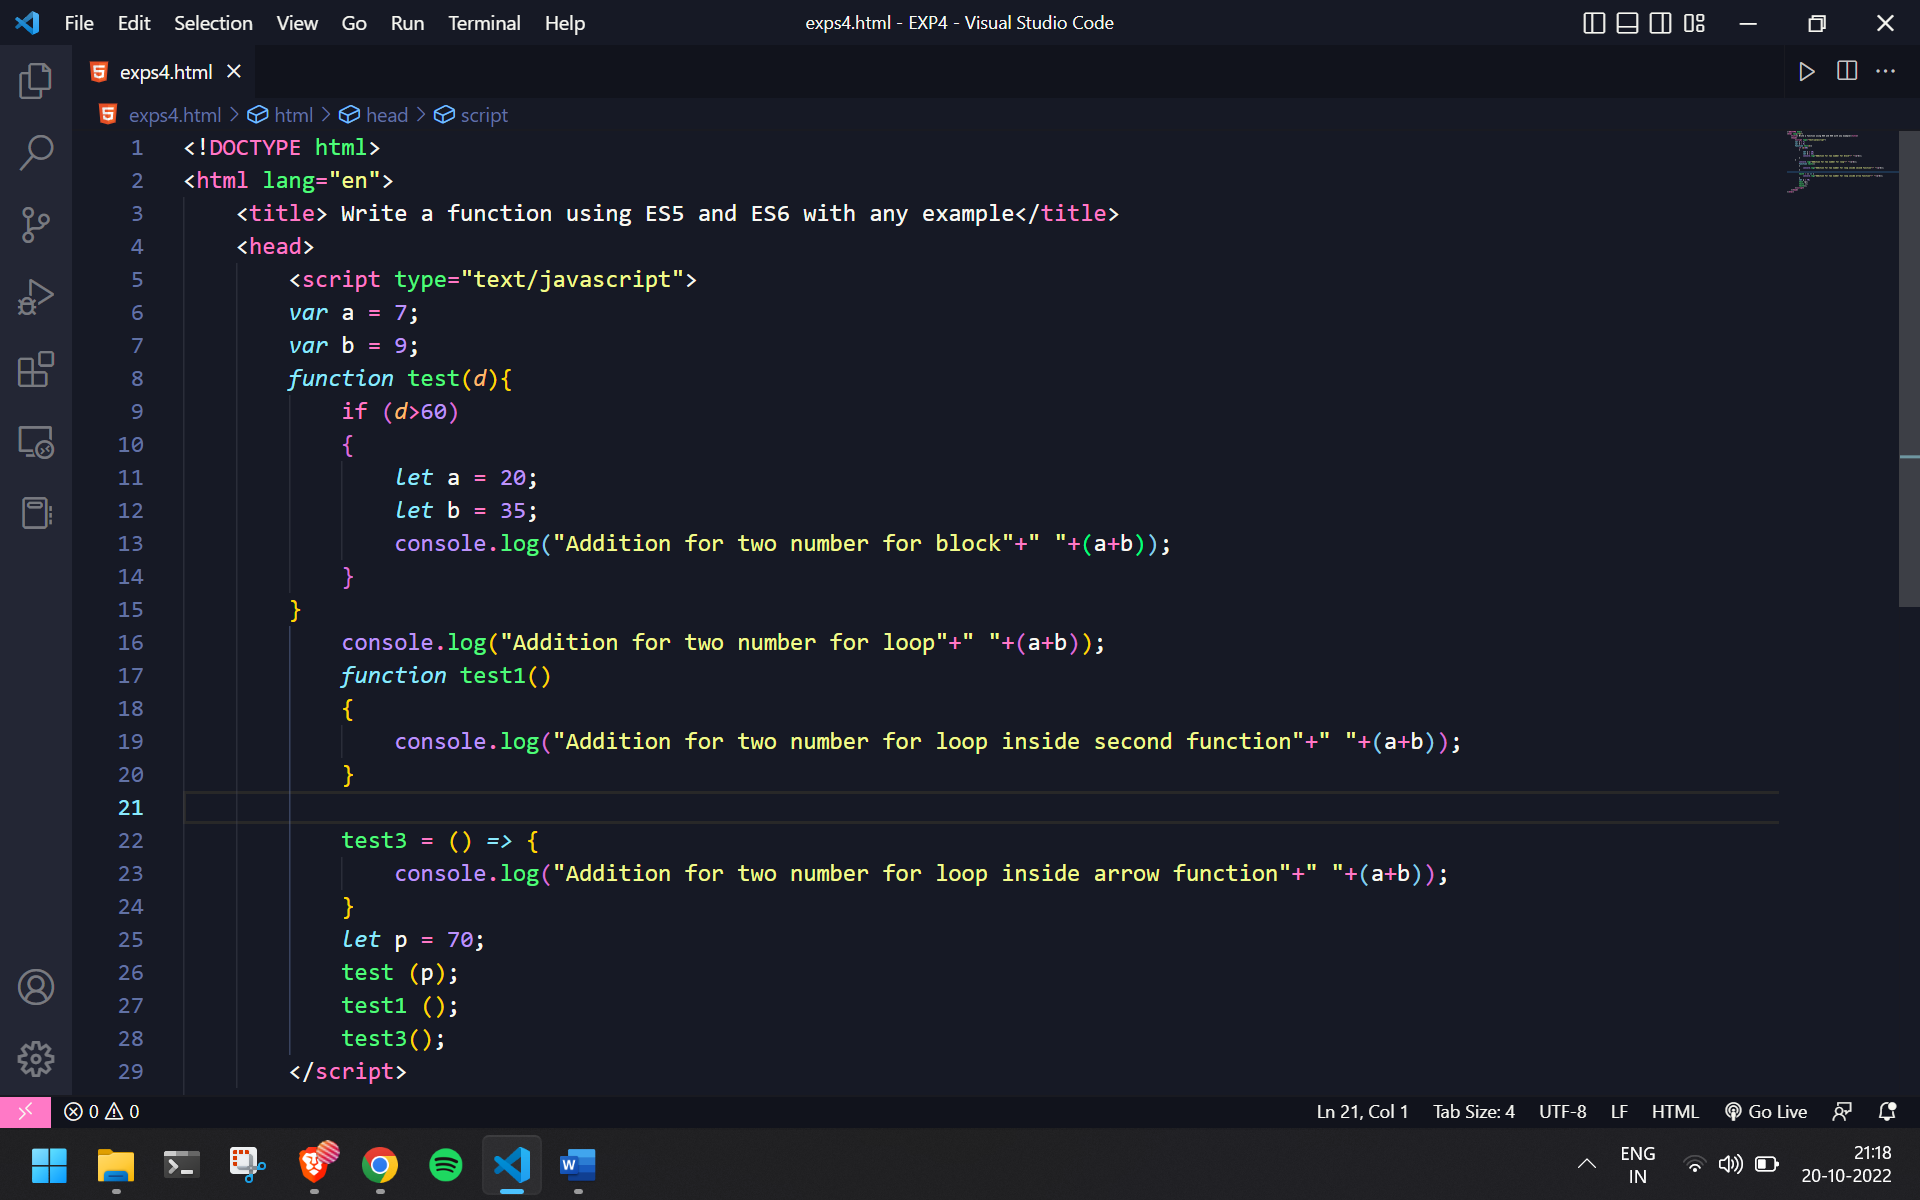 File Edit Selection View Go Run Terminal Help exps4.html - EXP4 - Visual Studio Code
exps4.html
exps4.html > html > head > script
1 <!DOCTYPE html>
2 <html lang="en">
3 <title> Write a function using ES5 and ES6 with any example</title>
4 <head>
5 <script type="text/javascript">
6 var a = 7;
7 var b = 9;
8 function test(d){
9 if (d>60)
10 {
11 let a = 20;
12 let b = 35;
13 console.log("Addition for two number for block"+" "+(a+b));
14 }
15 }
16 console.log("Addition for two number for loop"+" "+(a+b));
17 function test1()
18 {
19 console.log("Addition for two number for loop inside second function"+" "+(a+b));
20 }
21
22 test3 = () => {
23 console.log("Addition for two number for loop inside arrow function"+" "+(a+b));
24 }
25 let p = 70;
26 test (p);
27 test1 ();
28 test3();
29 </script>
0 0 Ln 21, Col 1 Tab Size: 4 UTF-8 LF HTML Go Live
ENG 21:18
IN 20-10-2022